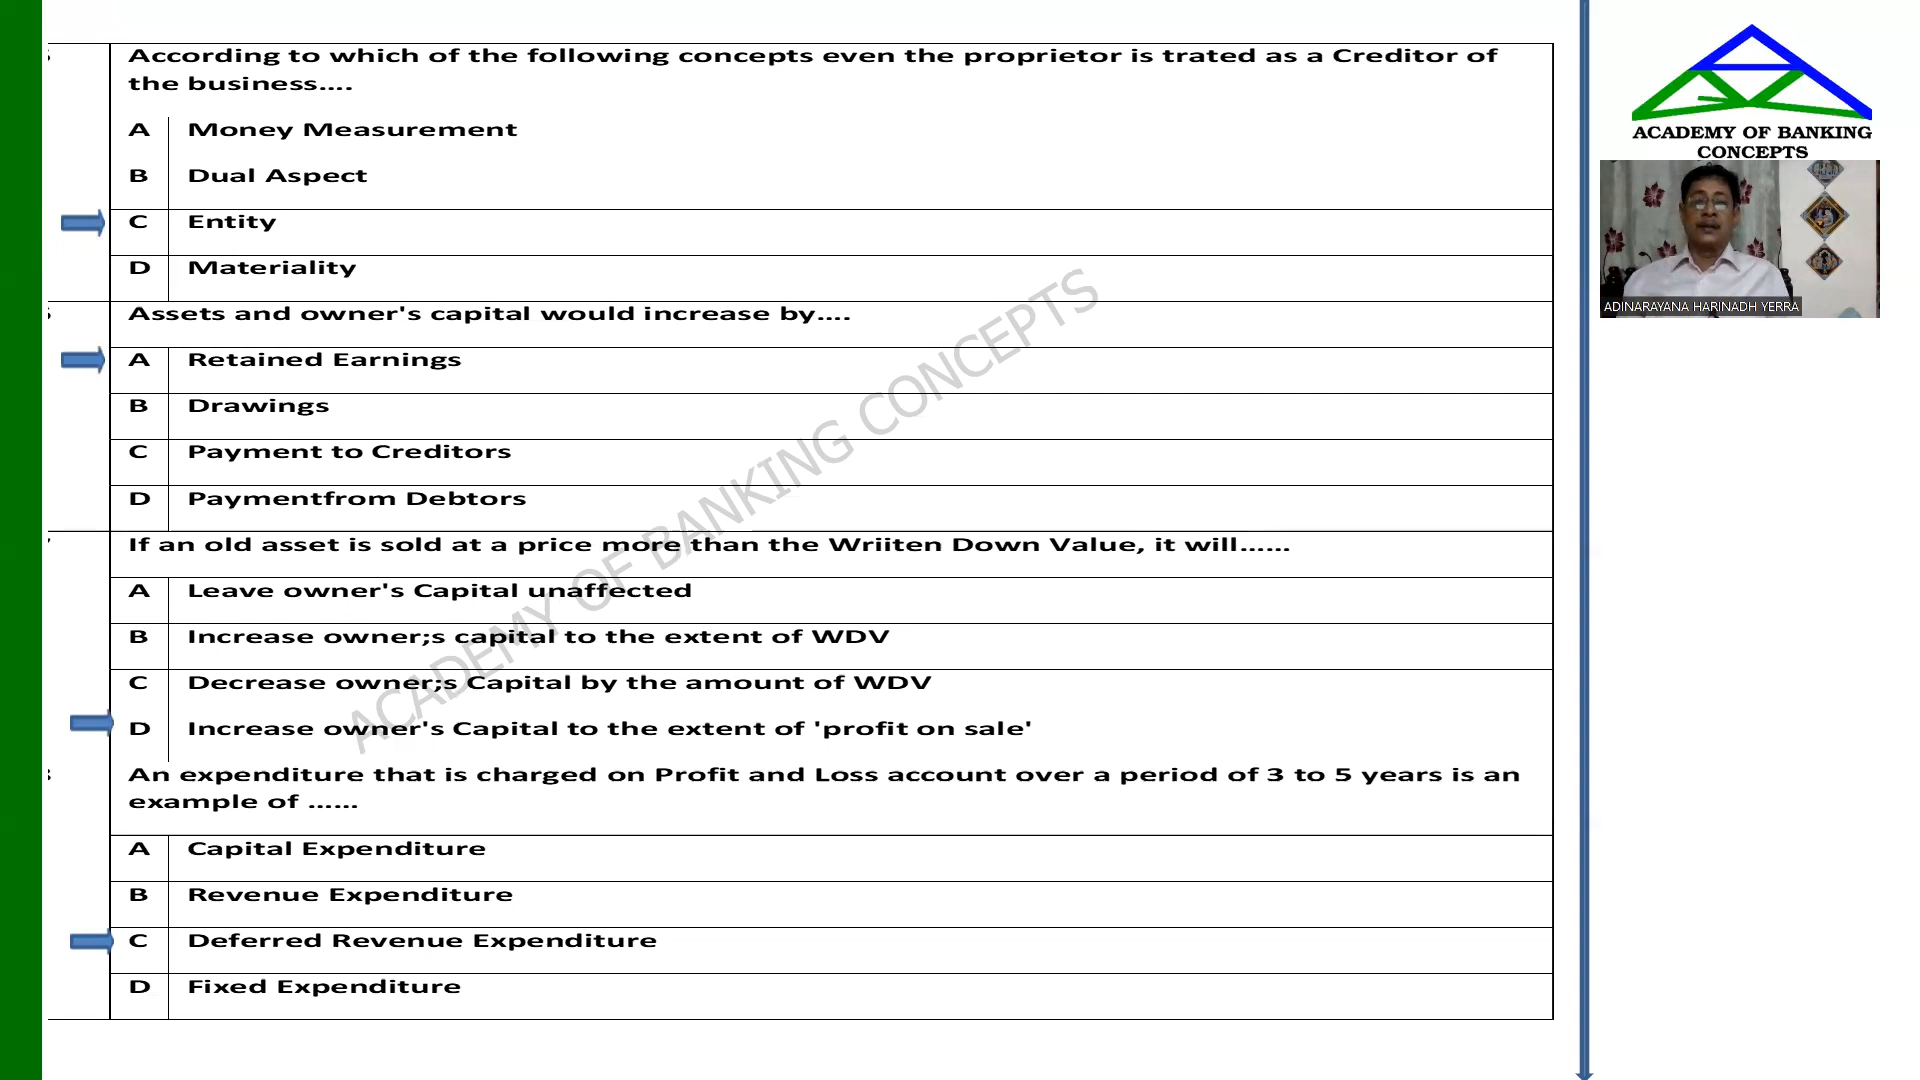 According to which of the following concepts even the proprietor is trated as a Creditor of
the business....
A Money Measurement
B Dual Aspect
C Entity
D Materiality
Assets and owner's capital would increase by....
A Retained Earnings
B Drawings
C Payment to Creditors
D Paymentfrom Debtors
If an old asset is sold at a price more than the Wriiten Down Value, it will......
A Leave owner's Capital unaffected
B Increase owner;s capital to the extent of WDV
C Decrease owner;s Capital by the amount of WDV
D Increase owner's Capital to the extent of 'profit on sale'
An expenditure that is charged on Profit and Loss account over a period of 3 to 5 years is an
example of ......
A Capital Expenditure
B Revenue Expenditure
C Deferred Revenue Expenditure
D Fixed Expenditure
ACADEMY OF BANKING CONCEPTS
ACADEMY OF BANKING
CONCEPTS
ADINARAYANA HARINADH YERRA